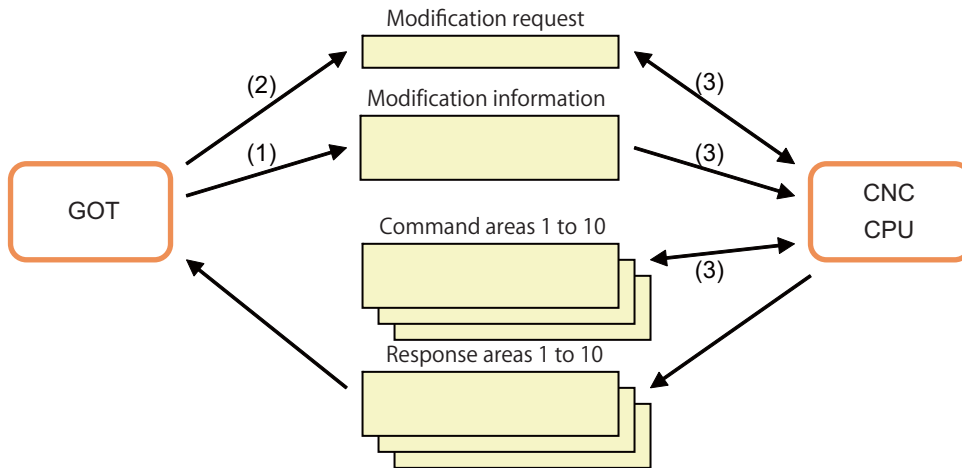 Modification request
(2)
(3)
Modification information
(1)
(3)
GOT
CNC
CPU
Command areas 1 to 10
(3)
Response areas 1 to 10